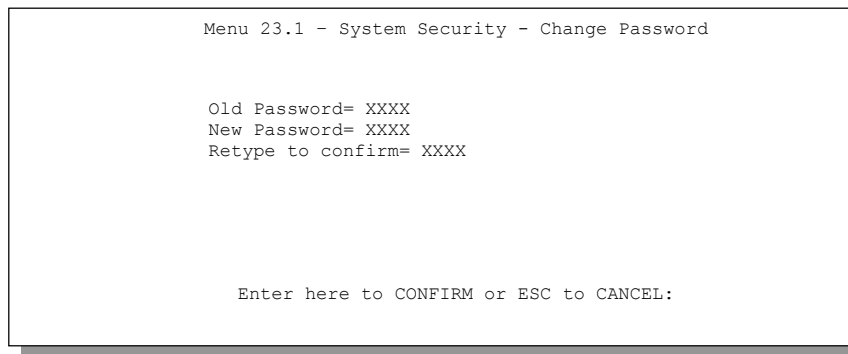 Menu 23.1 – System Security - Change Password
Old Password= XXXX
New Password= XXXX
Retype to confirm= XXXX
Enter here to CONFIRM or ESC to CANCEL: